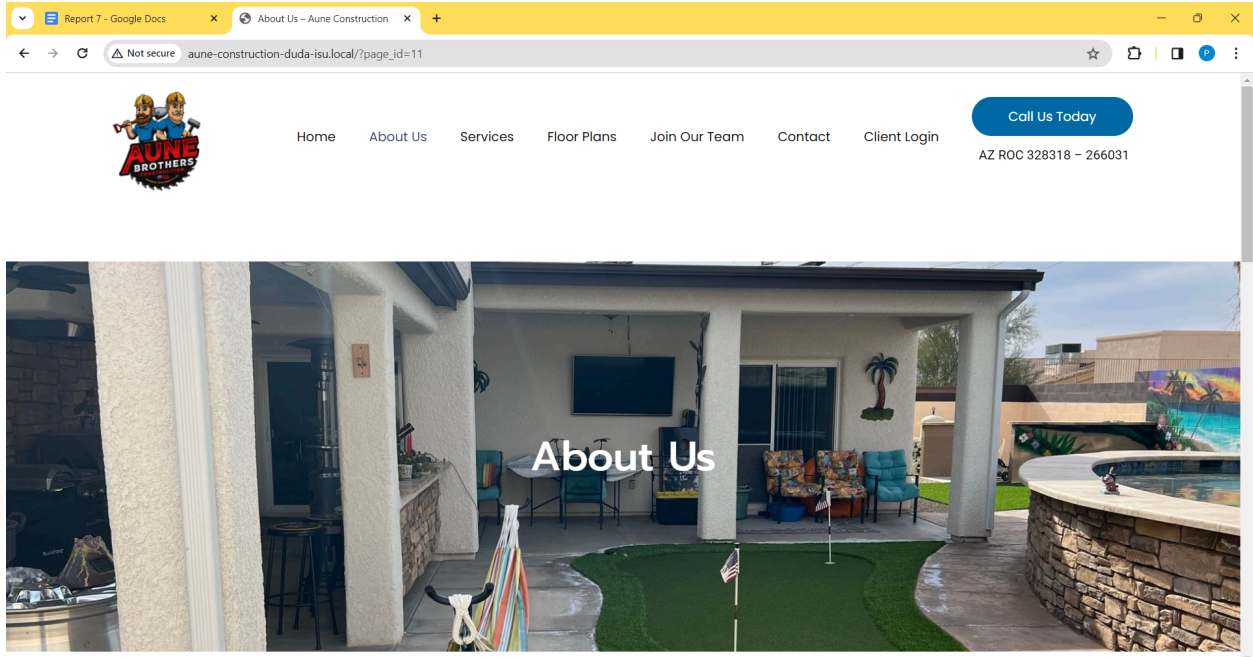 Report 7 - Google Docs
About Us – Aune Construction
Not secure
aune-construction-duda-isu.local/?page_id=11
P
AUNE
BROTHERS
CONSTRUCTION
Home
About Us
Services
Floor Plans
Join Our Team
Contact
Client Login
Call Us Today
AZ ROC 328318 – 266031
About Us